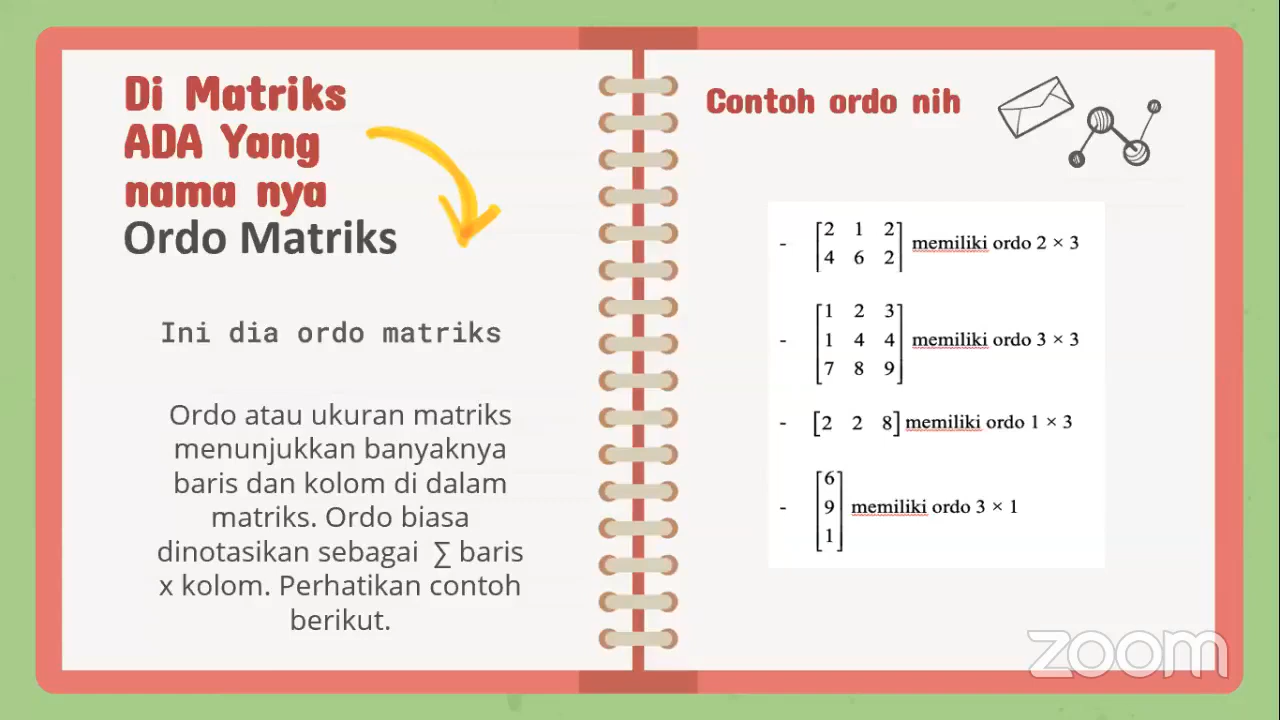 Di Matriks
ADA Yang
nama nya
Ordo Matriks
Ini dia ordo matriks
Ordo atau ukuran matriks
menunjukkan banyaknya
baris dan kolom di dalam
matriks. Ordo biasa
dinotasikan sebagai ∑ baris
x kolom. Perhatikan contoh
berikut.
Contoh ordo nih
- [2 1 2
4 6 2] memiliki ordo 2 × 3
- [1 2 3
1 4 4
7 8 9] memiliki ordo 3 × 3
- [2 2 8] memiliki ordo 1 × 3
- [6
9
1] memiliki ordo 3 × 1
zoom